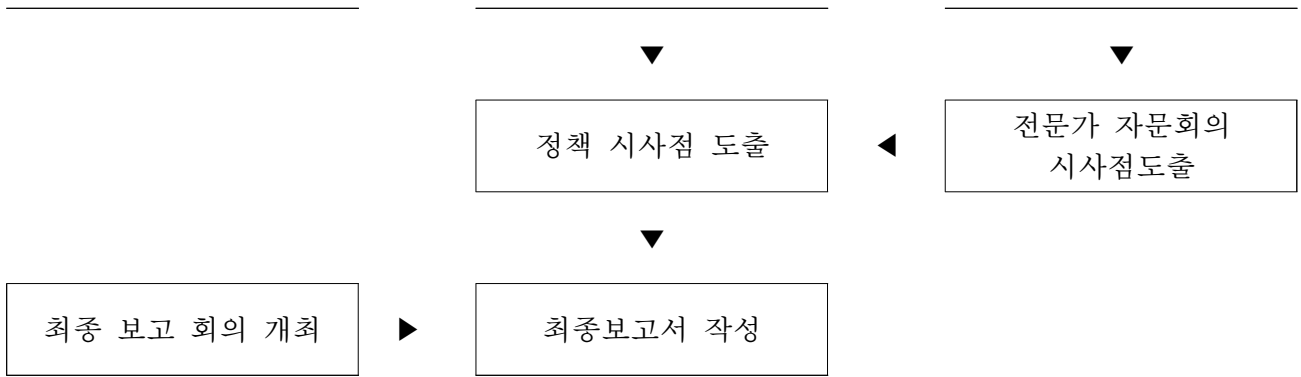 정책 시사점 도출
전문가 자문회의
시사점도출
최종 보고 회의 개최
최종보고서 작성